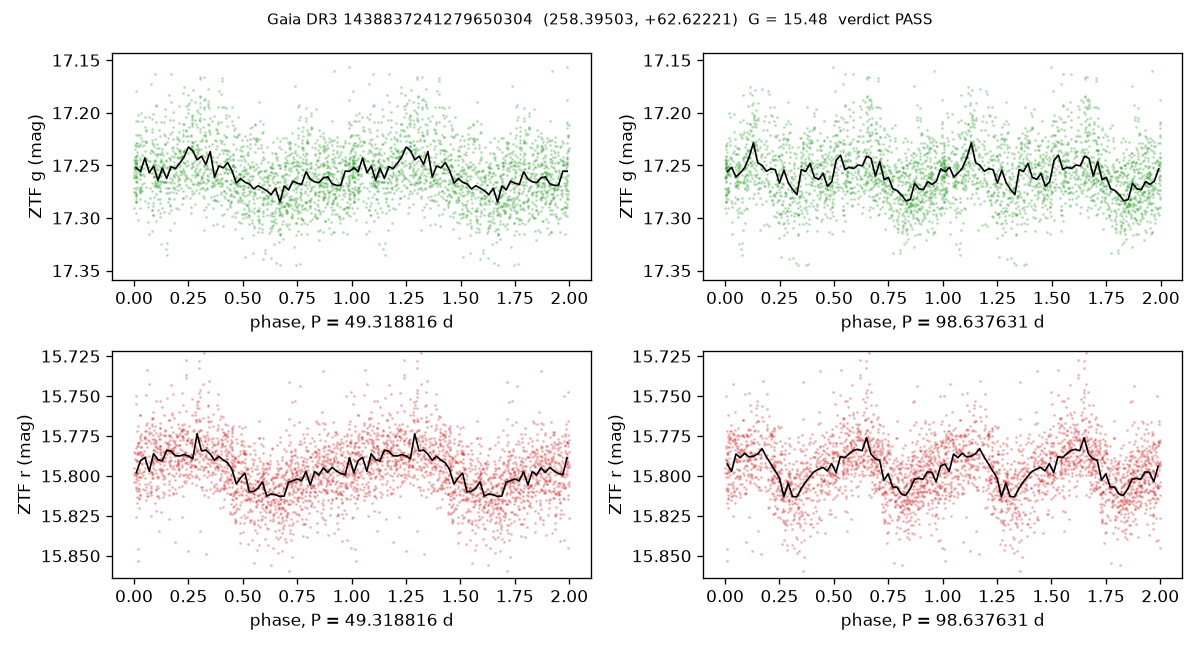 Gaia DR3 1438837241279650304 (258.39503, +62.62221) G = 15.48 verdict PASS
17.15
17.20
17.25
17.30
17.35
ZTF g (mag)
0.00 0.25 0.50 0.75 1.00 1.25 1.50 1.75 2.00
phase, P = 49.318816 d
17.15
17.20
17.25
17.30
17.35
ZTF g (mag)
0.00 0.25 0.50 0.75 1.00 1.25 1.50 1.75 2.00
phase, P = 98.637631 d
15.725
15.750
15.775
15.800
15.825
15.850
ZTF r (mag)
0.00 0.25 0.50 0.75 1.00 1.25 1.50 1.75 2.00
phase, P = 49.318816 d
15.725
15.750
15.775
15.800
15.825
15.850
ZTF r (mag)
0.00 0.25 0.50 0.75 1.00 1.25 1.50 1.75 2.00
phase, P = 98.637631 d